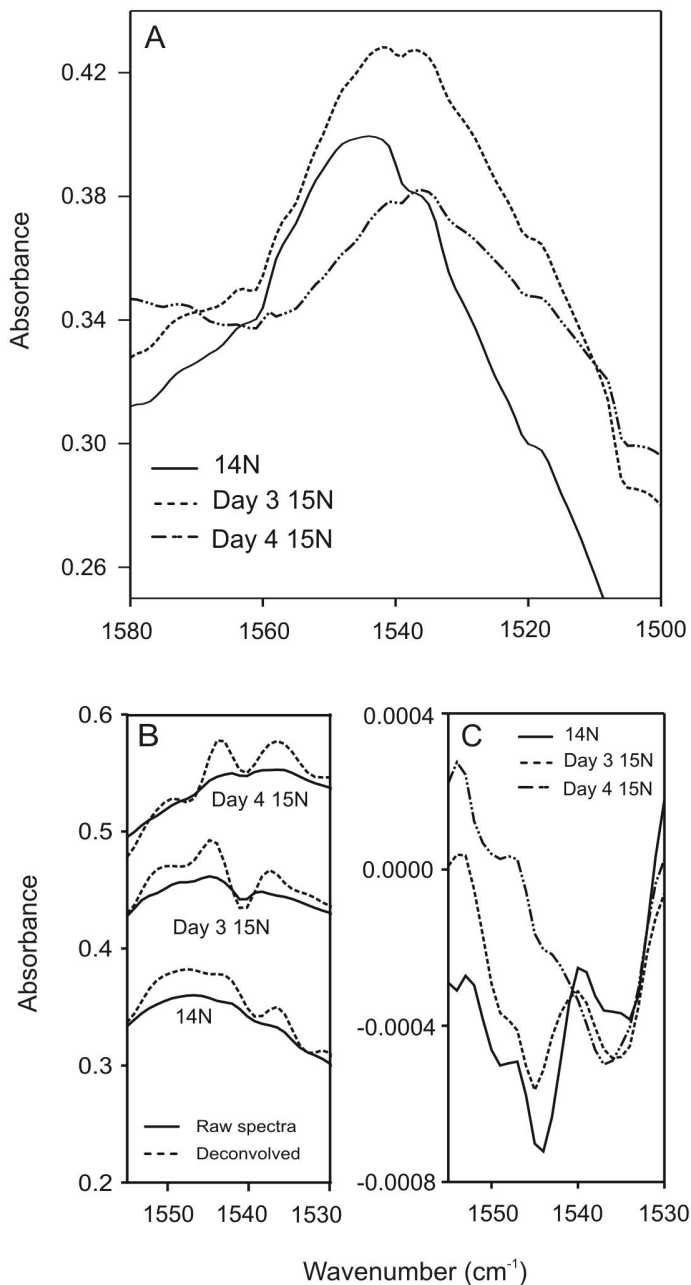 A
0.42
0.38
0.34
0.30
0.26
Absorbance
14N
Day 3 15N
Day 4 15N
1580 1560 1540 1520 1500
B
0.6
0.5
0.4
0.3
0.2
Absorbance
Day 4 15N
Day 3 15N
14N
Raw spectra
Deconvolved
1550 1540 1530
C
0.0004
0.0000
-0.0004
-0.0008
14N
Day 3 15N
Day 4 15N
1550 1540 1530
Wavenumber (cm⁻¹)